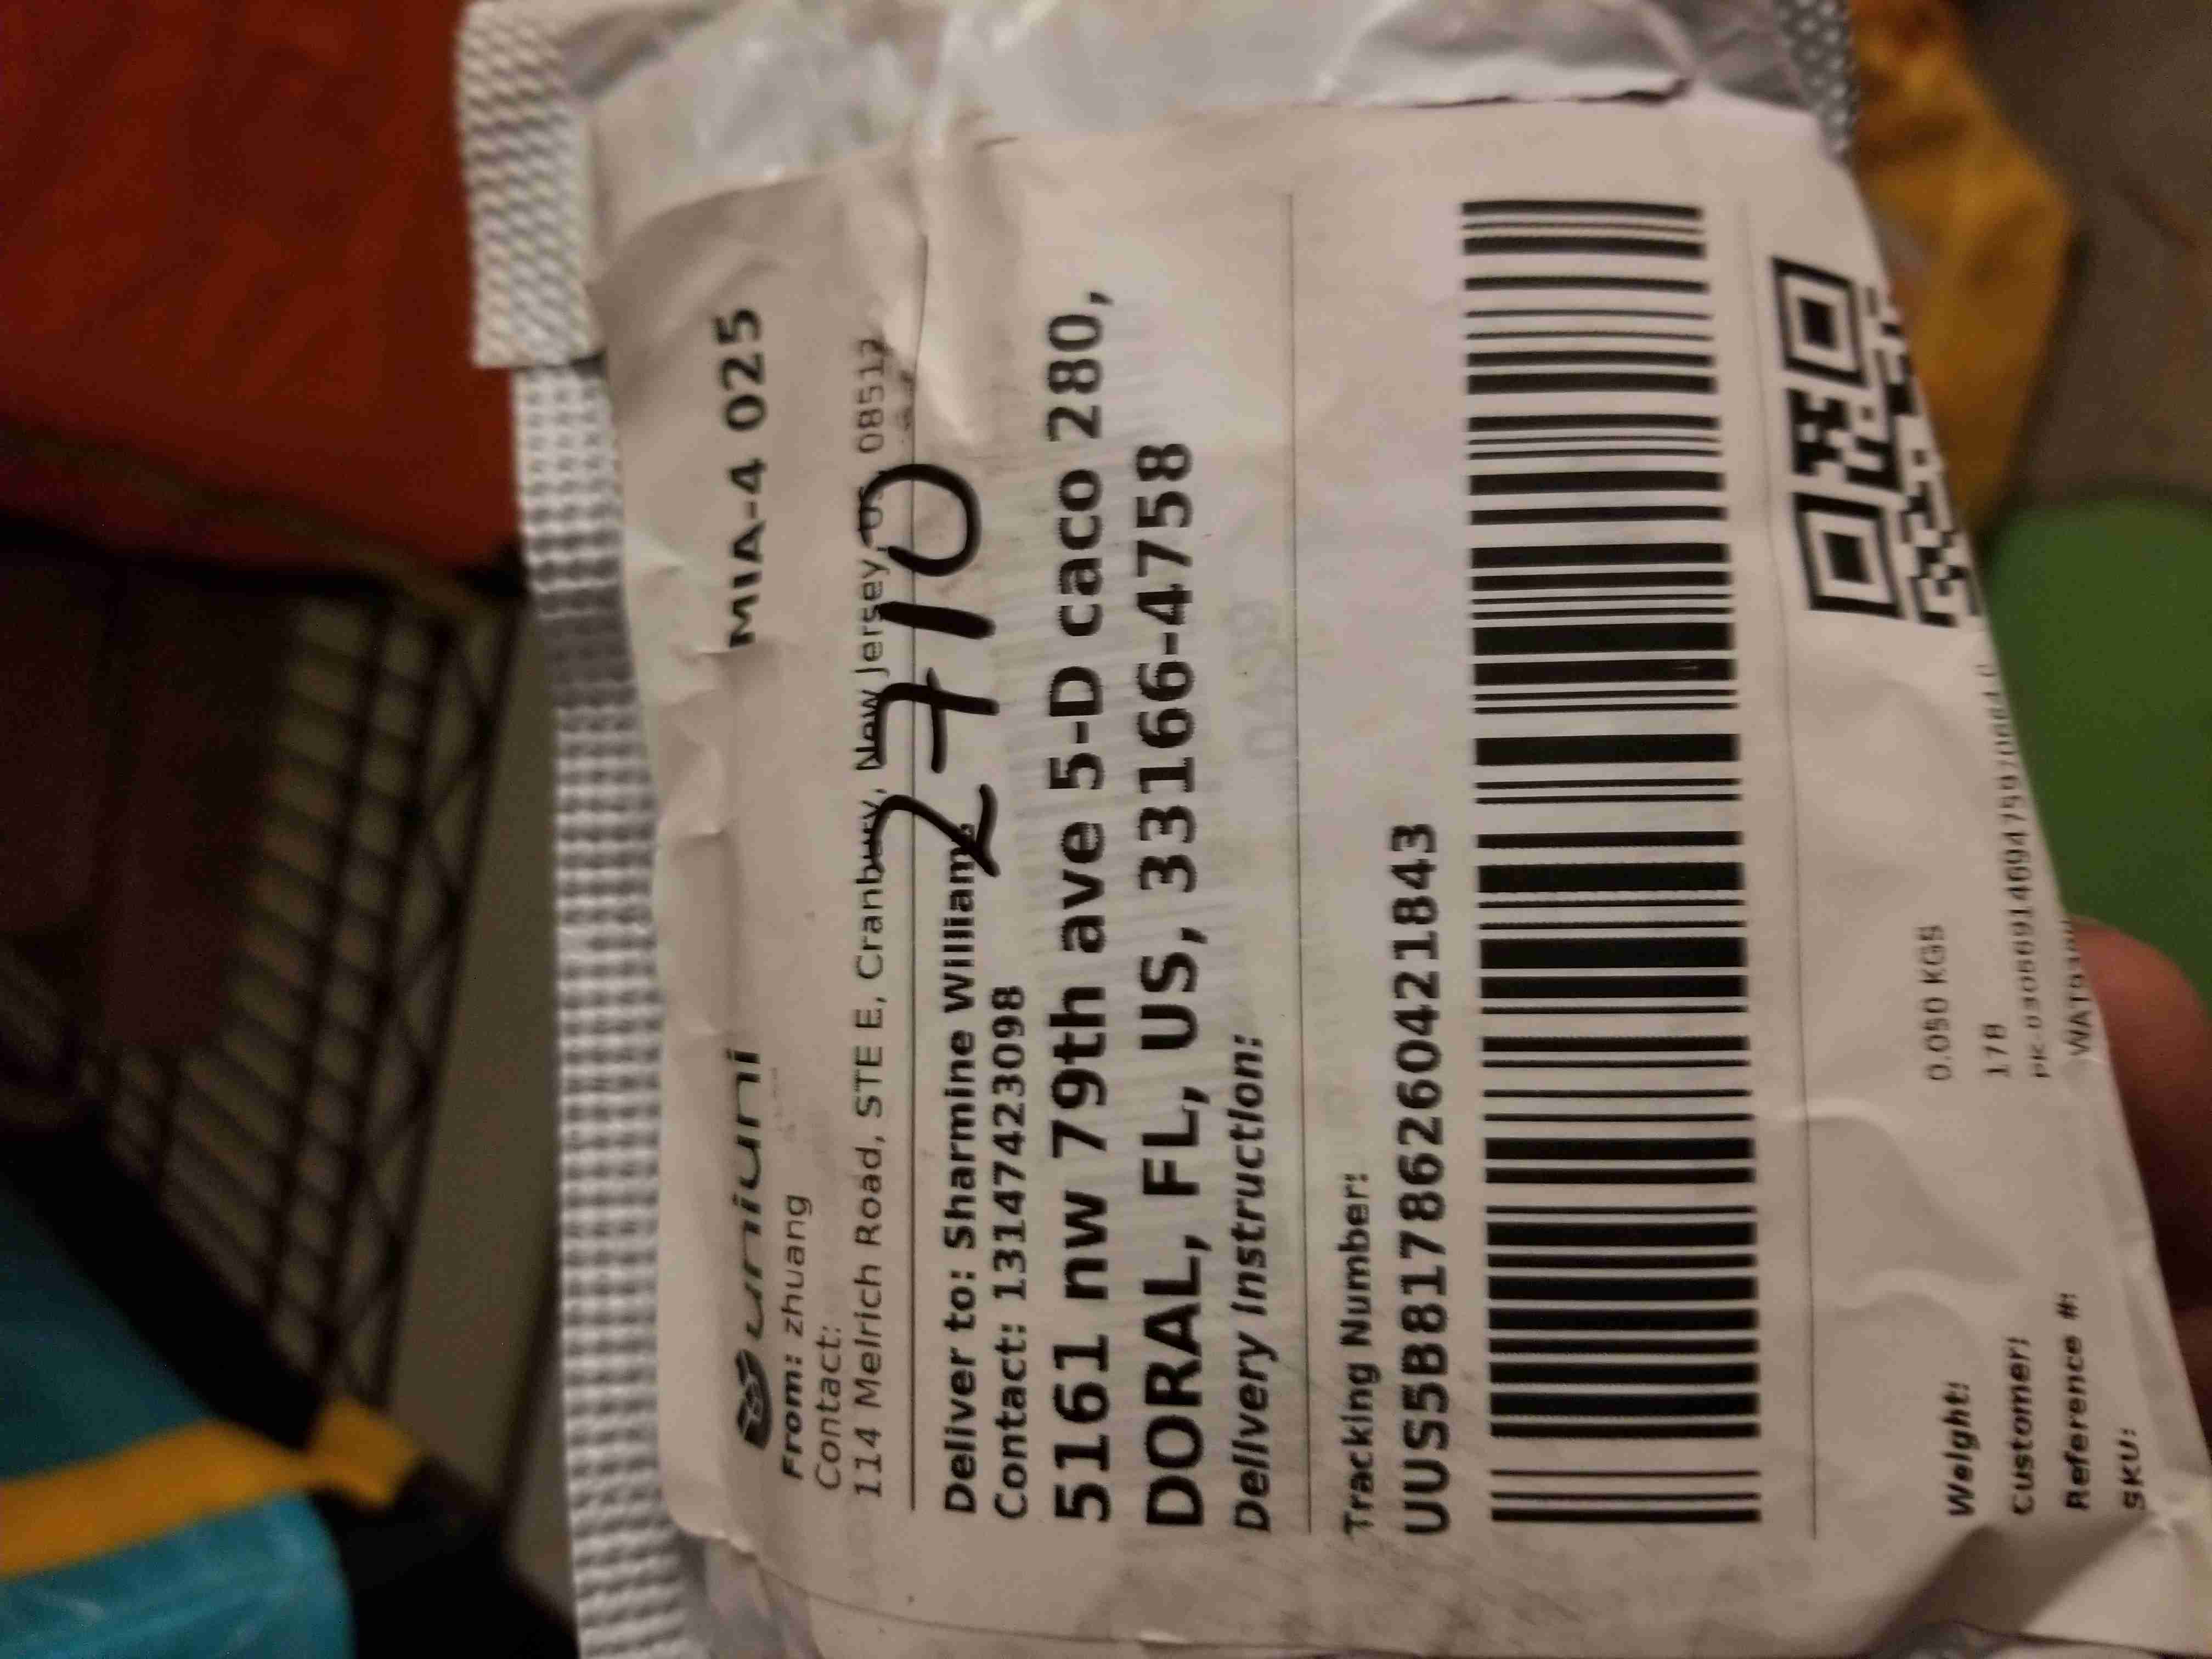 uniuni
MIA-4 025
From: zhuang
Contact:
114 Melrich Road, STE E, Cranbury, New Jersey, US, 08512
2710
Deliver to: Sharmine Williams
Contact: 13147423098
5161 nw 79th ave 5-D caco 280,
DORAL, FL, US, 33166-4758
Delivery Instruction:
Tracking Number:
UUS5B81786260421843
Weight: 0.050 KGS
Customer: 178
Reference #:
SKU: